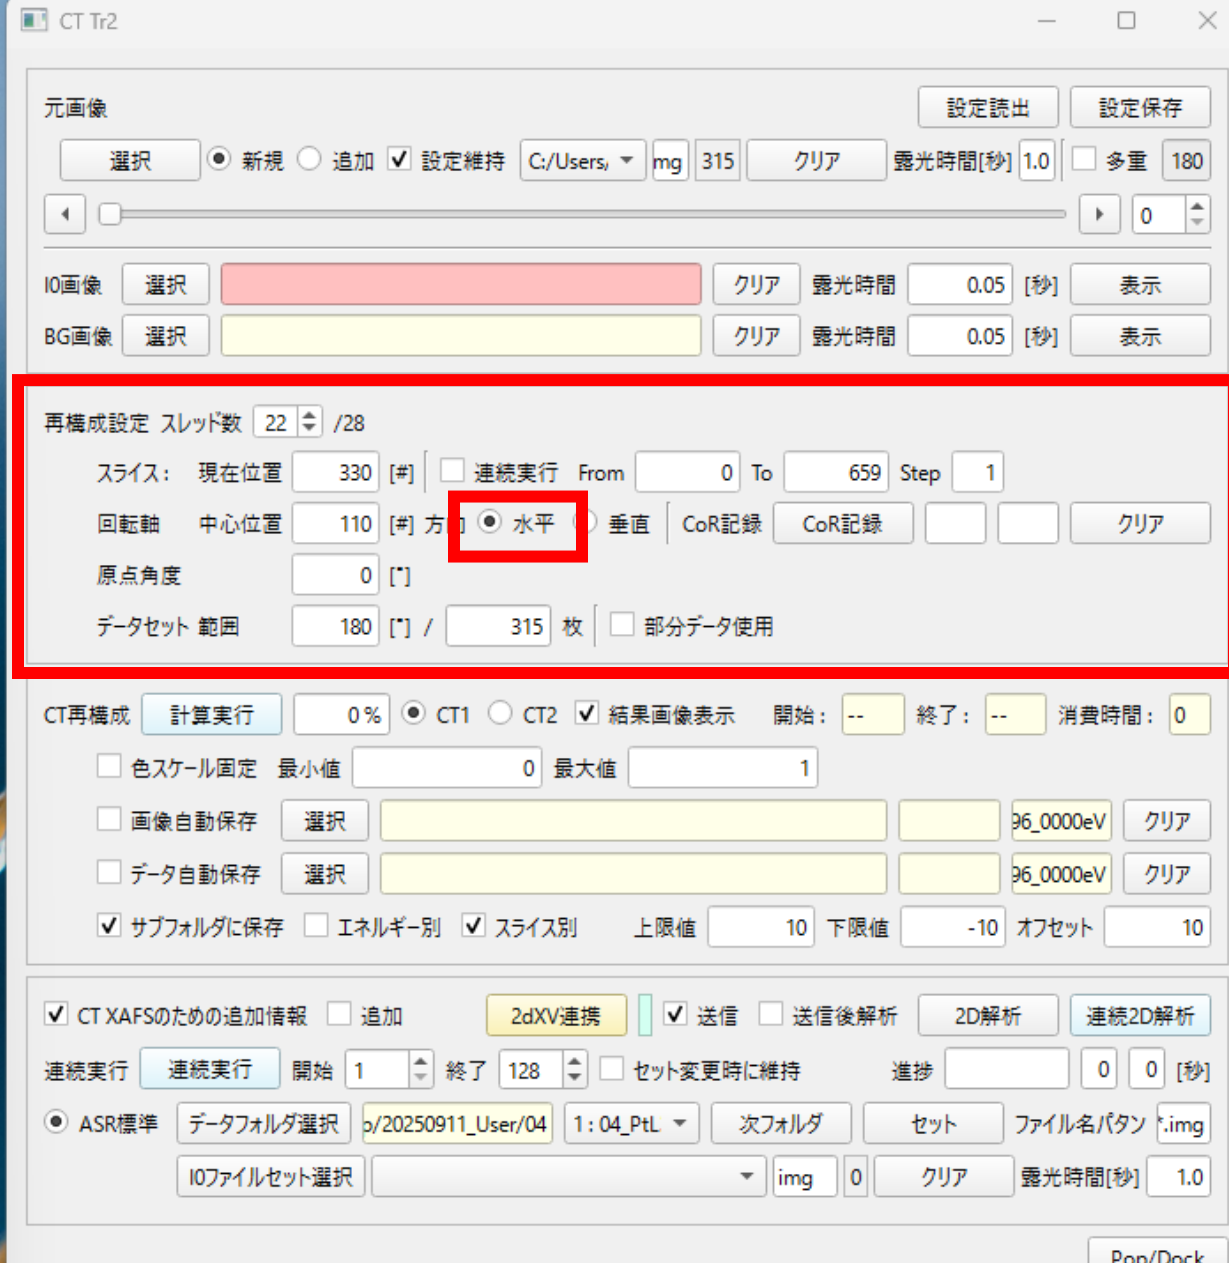 CT Tr2
元画像 設定読出 設定保存
選択 新規 追加 設定維持 C:/Users, mg 315 クリア 露光時間[秒] 1.0 多重 180
0
I0画像 選択 クリア 露光時間 0.05 [秒] 表示
BG画像 選択 クリア 露光時間 0.05 [秒] 表示
再構成設定 スレッド数 22 /28
スライス: 現在位置 330 [#] 連続実行 From 0 To 659 Step 1
回転軸 中心位置 110 [#] 方向 水平 垂直 CoR記録 CoR記録 クリア
原点角度 0 [°]
データセット 範囲 180 [°] / 315 枚 部分データ使用
CT再構成 計算実行 0 % CT1 CT2 結果画像表示 開始: -- 終了: -- 消費時間: 0
色スケール固定 最小値 0 最大値 1
画像自動保存 選択 96_0000eV クリア
データ自動保存 選択 96_0000eV クリア
サブフォルダに保存 エネルギー別 スライス別 上限値 10 下限値 -10 オフセット 10
CT XAFSのための追加情報 追加 2dXV連携 送信 送信後解析 2D解析 連続2D解析
連続実行 連続実行 開始 1 終了 128 セット変更時に維持 進捗 0 0 [秒]
ASR標準 データフォルダ選択 o/20250911_User/04 1 : 04_PtL 次フォルダ セット ファイル名パタン *.img
I0ファイルセット選択 img 0 クリア 露光時間[秒] 1.0
Pop/Dock